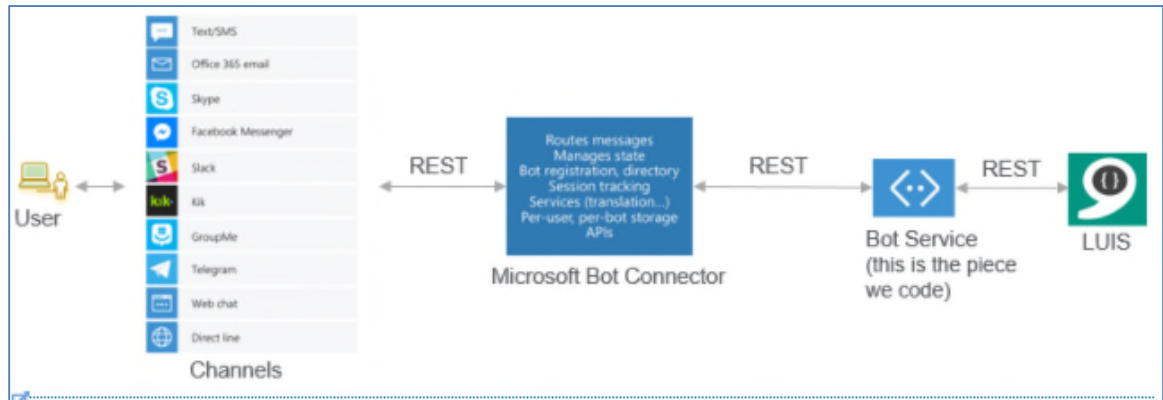 Text/SMS
Office 365 email
Skype
Facebook Messenger
Slack
kik•
Kik
GroupMe
Telegram
Web chat
Direct line
User
Channels
REST
Routes messages
Manages state
Bot registration, directory
Session tracking
Services (translation...)
Per-user, per-bot storage
APIs
Microsoft Bot Connector
REST
Bot Service
(this is the piece
we code)
REST
LUIS